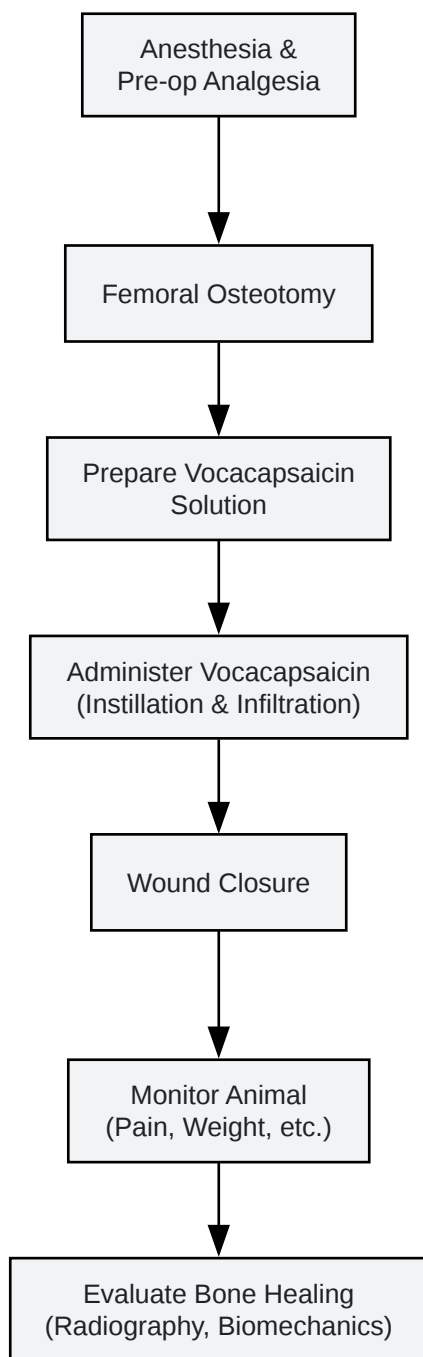 Anesthesia &
Pre-op Analgesia
Femoral Osteotomy
Prepare Vocacapsaicin
Solution
Administer Vocacapsaicin
(Instillation & Infiltration)
Wound Closure
Monitor Animal
(Pain, Weight, etc.)
Evaluate Bone Healing
(Radiography, Biomechanics)